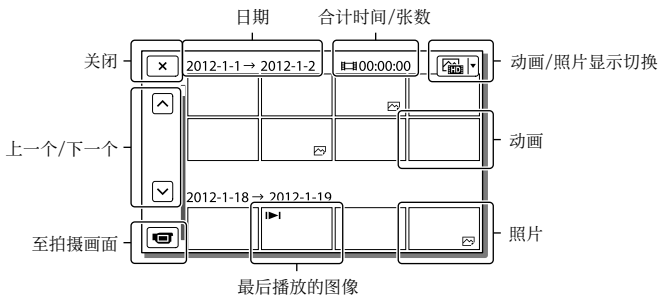 日期
合计时间/张数
关闭
2012-1-1→ 2012-1-2
00:00:00
HD
动画/照片显示切换
上一个/下一个
动画
2012-1-18→ 2012-1-19
至拍摄画面
照片
最后播放的图像